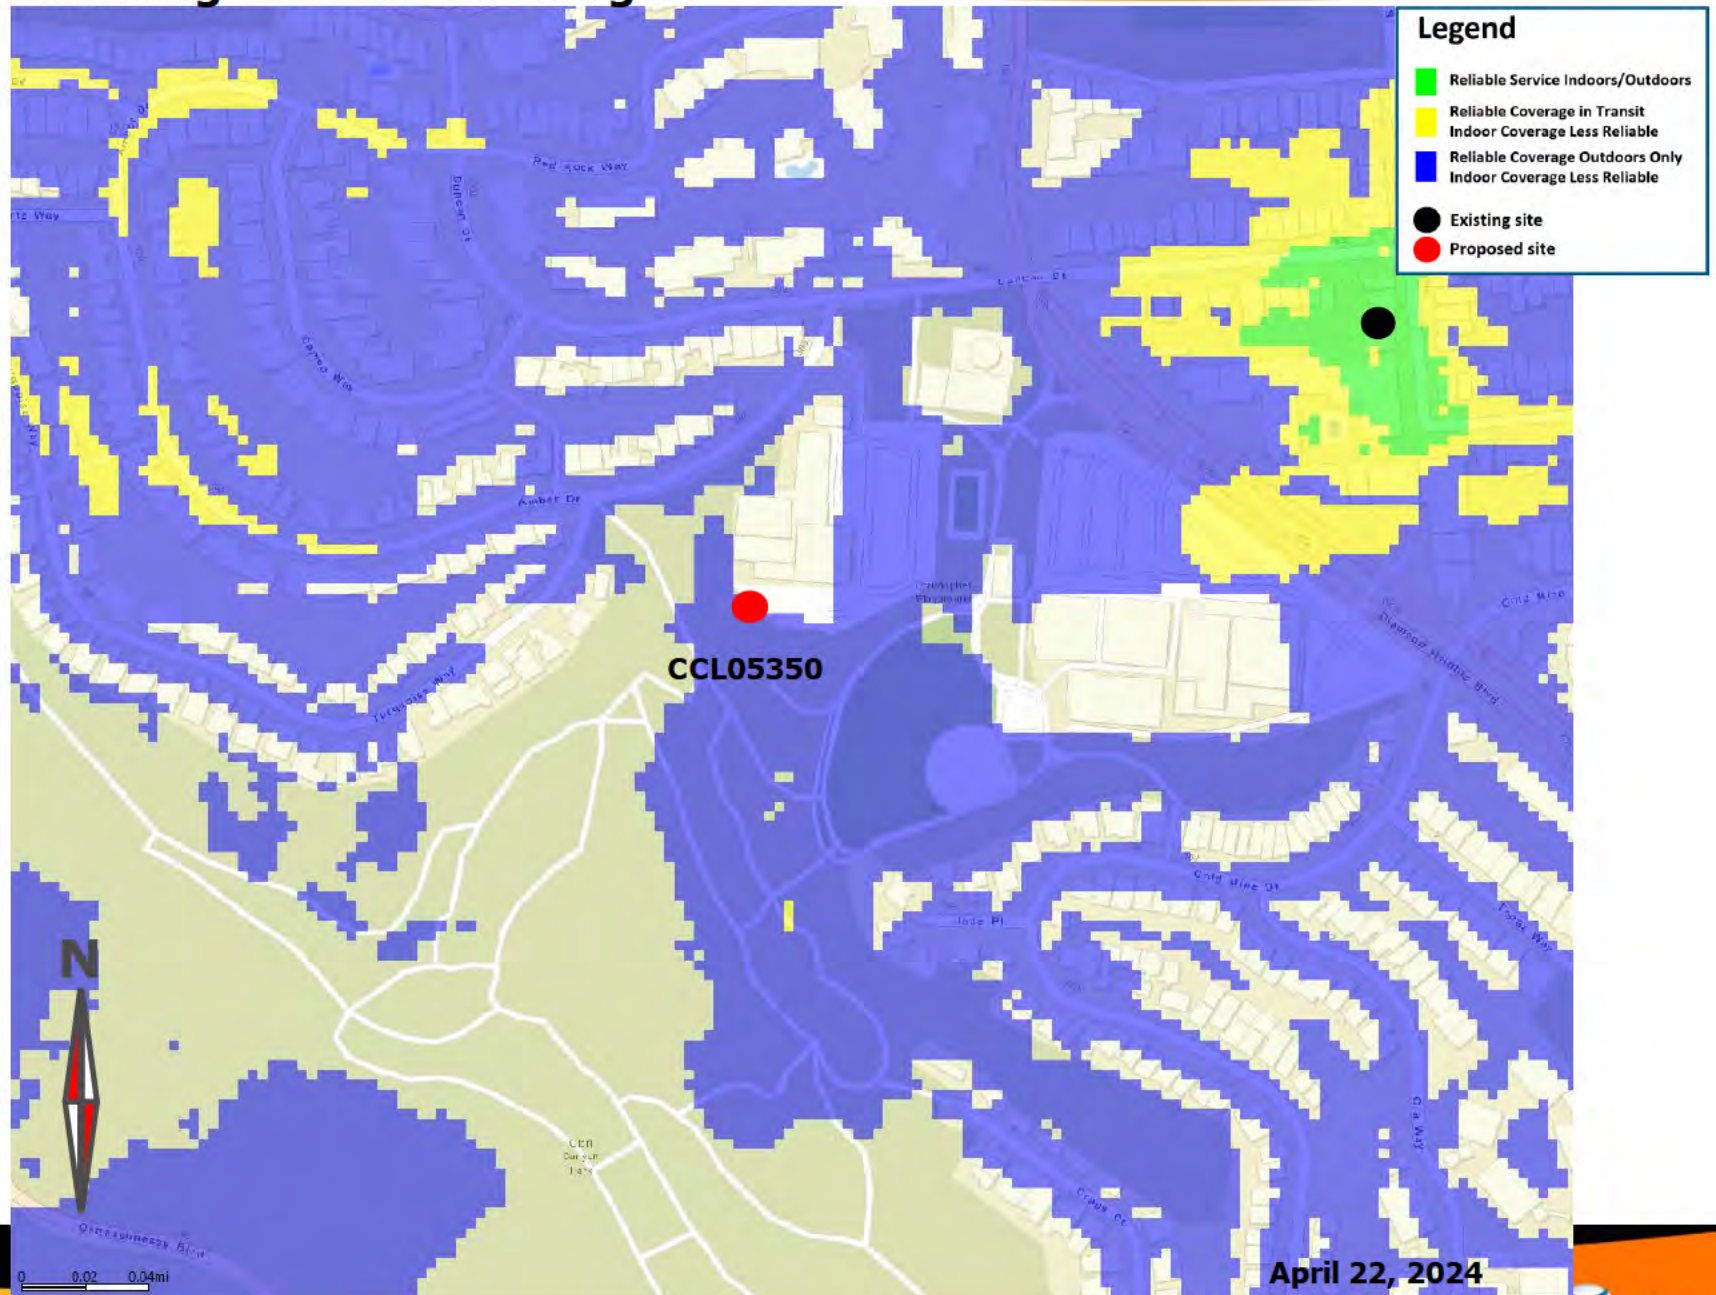 Legend
Reliable Service Indoors/Outdoors
Reliable Coverage in Transit
Indoor Coverage Less Reliable
Reliable Coverage Outdoors Only
Indoor Coverage Less Reliable
Existing site
Proposed site
Red Rock Way
Duncan St
Cameo Way
Amber Dr
Turquoise Way
CCL05350
Diamond Heights Blvd
Gold Mine Dr
Jade Pl
Topaz Way
N
O'Shaughnessy Blvd
0 0.02 0.04mi
April 22, 2024